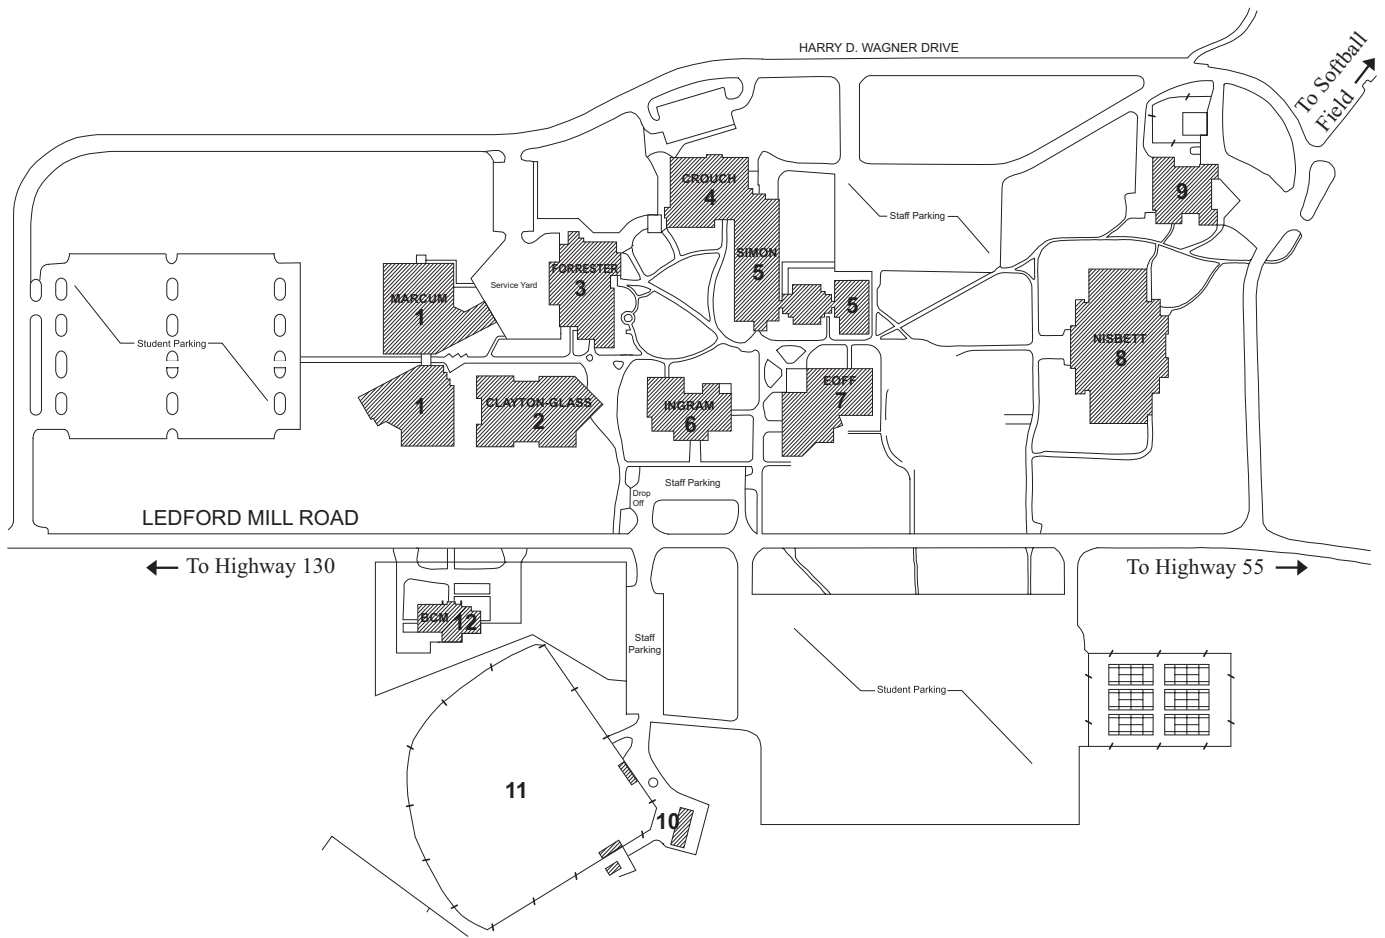 HARRY D. WAGNER DRIVE
To Softball
Field
CROUCH
4
9
Staff Parking
SIMON
5
FORRESTER
3
Service Yard
MARCUM
1
5
NISBETT
8
Student Parking
EOFF
7
CLAYTON-GLASS
2
1
INGRAM
6
Staff Parking
Drop
Off
LEDFORD MILL ROAD
To Highway 130
To Highway 55
BCM 12
Staff
Parking
Student Parking
11
10